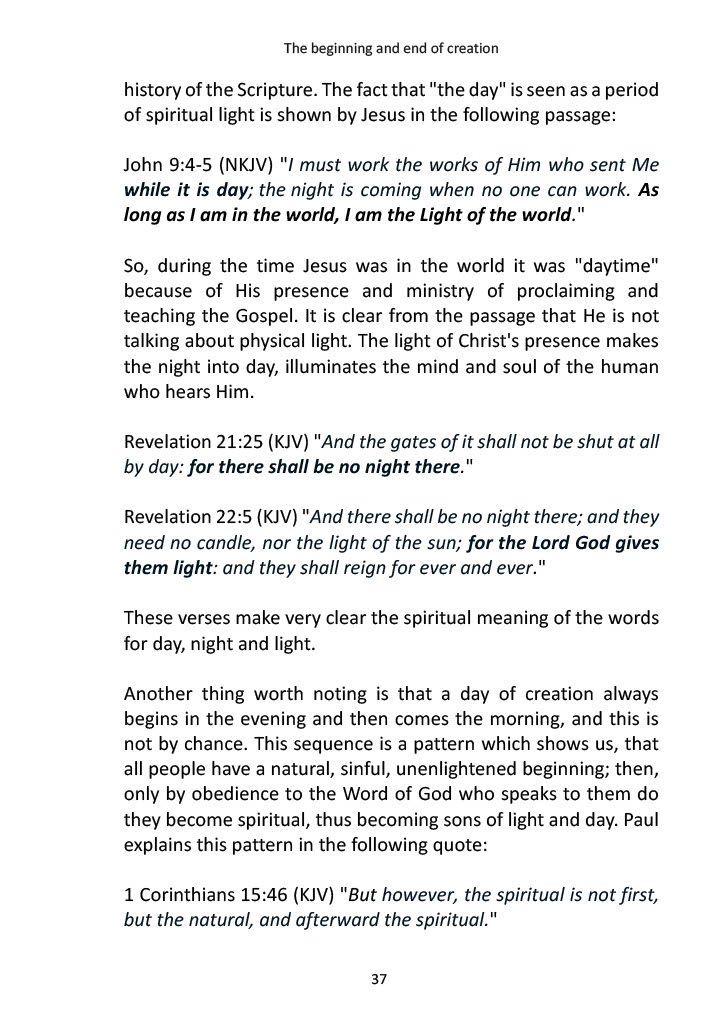 The beginning and end of creation
history of the Scripture. The fact that "the day" is seen as a period
of spiritual light is shown by Jesus in the following passage:
John 9:4-5 (NKJV) "I must work the works of Him who sent Me
while it is day; the night is coming when no one can work. As
long as I am in the world, I am the Light of the world."
So, during the time Jesus was in the world it was "daytime"
because of His presence and ministry of proclaiming and
teaching the Gospel. It is clear from the passage that He is not
talking about physical light. The light of Christ's presence makes
the night into day, illuminates the mind and soul of the human
who hears Him.
Revelation 21:25 (KJV) "And the gates of it shall not be shut at all
by day: for there shall be no night there."
Revelation 22:5 (KJV) "And there shall be no night there; and they
need no candle, nor the light of the sun; for the Lord God gives
them light: and they shall reign for ever and ever."
These verses make very clear the spiritual meaning of the words
for day, night and light.
Another thing worth noting is that a day of creation always
begins in the evening and then comes the morning, and this is
not by chance. This sequence is a pattern which shows us, that
all people have a natural, sinful, unenlightened beginning; then,
only by obedience to the Word of God who speaks to them do
they become spiritual, thus becoming sons of light and day. Paul
explains this pattern in the following quote:
1 Corinthians 15:46 (KJV) "But however, the spiritual is not first,
but the natural, and afterward the spiritual."
37